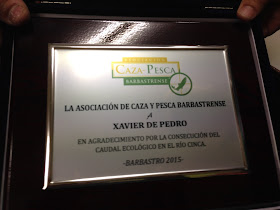 CAZA Y PESCA
BARBASTRENSE
LA ASOCIACIÓN DE CAZA Y PESCA BARBASTRENSE
A
XAVIER DE PEDRO
EN AGRADECIMIENTO POR LA CONSECUCIÓN DEL
CAUDAL ECOLÓGICO EN EL RÍO CINCA.
-BARBASTRO 2015-